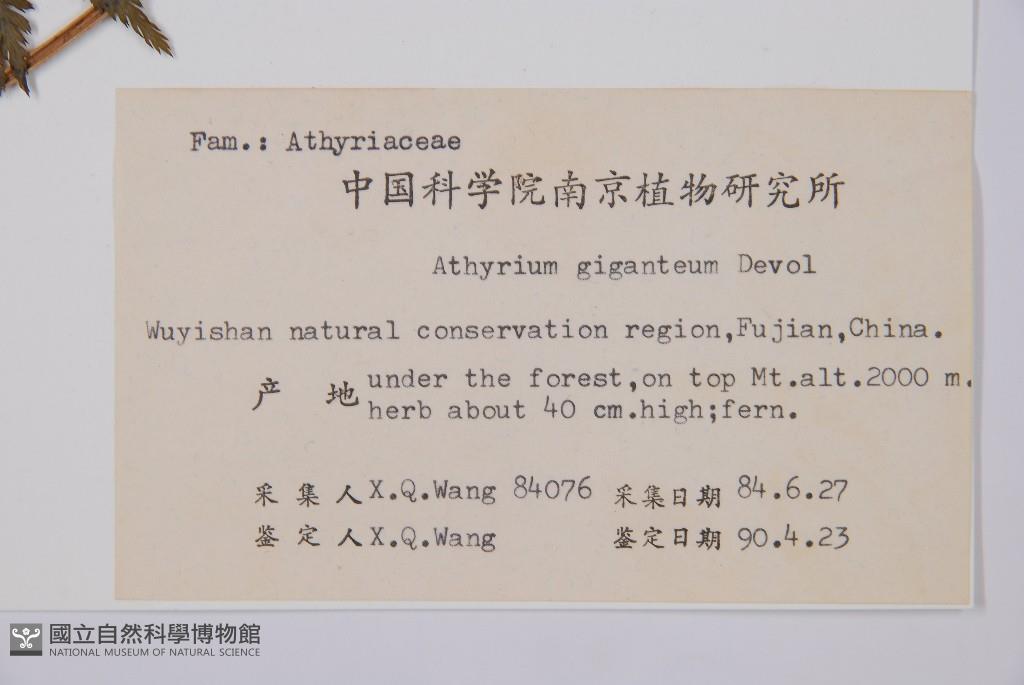 Fam.: Athyriaceae
中国科学院南京植物研究所
Athyrium giganteum Devol
Wuyishan natural conservation region,Fujian,China.
产 地 under the forest,on top Mt.alt.2000 m.
herb about 40 cm.high;fern.
采 集 人 X.Q.Wang 84076 采集日期 84.6.27
鉴 定 人 X.Q.Wang 鉴定日期 90.4.23
國立自然科學博物館
NATIONAL MUSEUM OF NATURAL SCIENCE